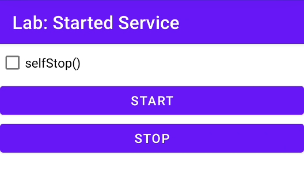 Lab: Started Service
selfStop()
START
STOP